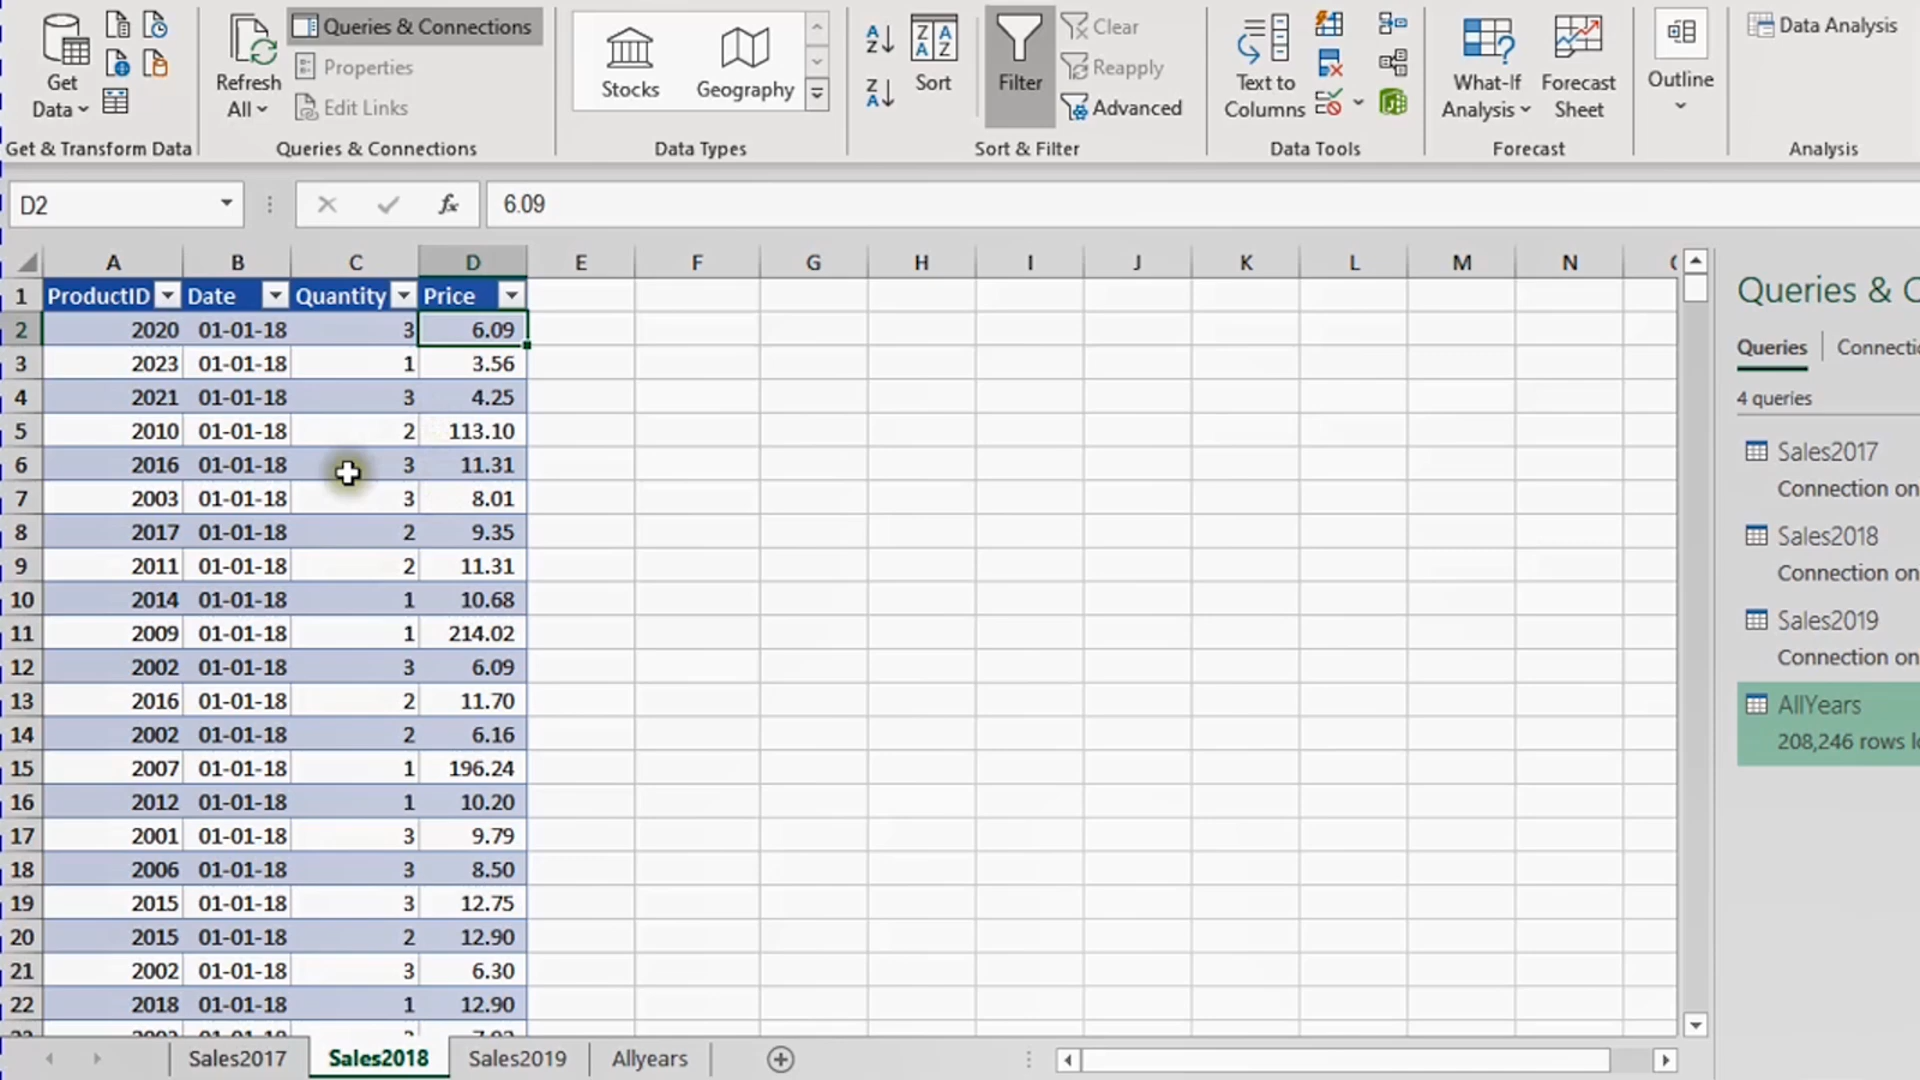 Get Data
Refresh All
Queries & Connections
Properties
Edit Links
Stocks
Geography
Sort
Filter
Clear
Reapply
Advanced
Text to Columns
What-If Analysis
Forecast Sheet
Outline
Data Analysis
Get & Transform Data
Queries & Connections
Data Types
Sort & Filter
Data Tools
Forecast
Analysis
D2
fx
6.09
A B C D E F G H I J K L M N
1 ProductID Date Quantity Price
2 2020 01-01-18 3 6.09
3 2023 01-01-18 1 3.56
4 2021 01-01-18 3 4.25
5 2010 01-01-18 2 113.10
6 2016 01-01-18 3 11.31
7 2003 01-01-18 3 8.01
8 2017 01-01-18 2 9.35
9 2011 01-01-18 2 11.31
10 2014 01-01-18 1 10.68
11 2009 01-01-18 1 214.02
12 2002 01-01-18 3 6.09
13 2016 01-01-18 2 11.70
14 2002 01-01-18 2 6.16
15 2007 01-01-18 1 196.24
16 2012 01-01-18 1 10.20
17 2001 01-01-18 3 9.79
18 2006 01-01-18 3 8.50
19 2015 01-01-18 3 12.75
20 2015 01-01-18 2 12.90
21 2002 01-01-18 3 6.30
22 2018 01-01-18 1 12.90
Queries & C
Queries Connectio
4 queries
Sales2017
Connection on
Sales2018
Connection on
Sales2019
Connection on
AllYears
208,246 rows
Sales2017 Sales2018 Sales2019 Allyears